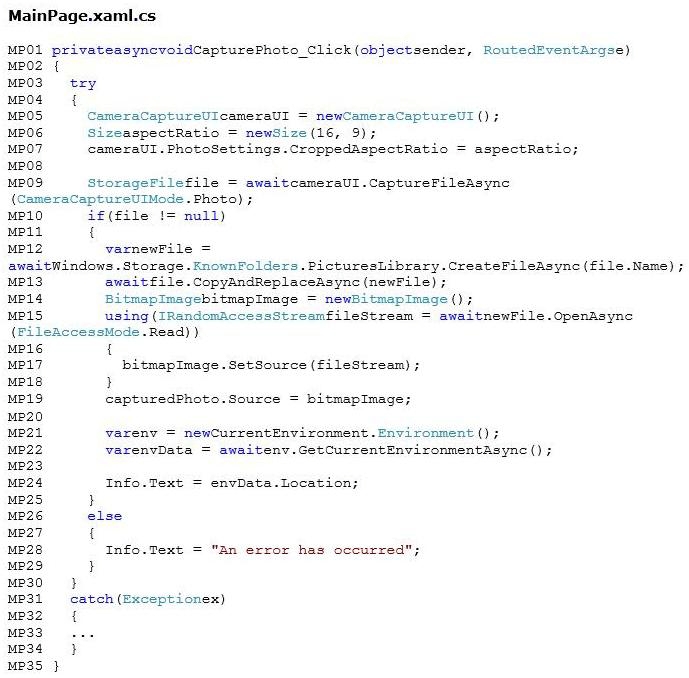 MainPage.xaml.cs
MP01 privateasyncvoidCapturePhoto_Click(objectsender, RoutedEventArgse)
MP02 {
MP03 try
MP04 {
MP05 CameraCaptureUIcameraUI = newCameraCaptureUI();
MP06 SizeaspectRatio = newSize(16, 9);
MP07 cameraUI.PhotoSettings.CroppedAspectRatio = aspectRatio;
MP08
MP09 StorageFilefile = awaitcameraUI.CaptureFileAsync
(CameraCaptureUIMode.Photo);
MP10 if(file != null)
MP11 {
MP12 varnewFile =
awaitWindows.Storage.KnownFolders.PicturesLibrary.CreateFileAsync(file.Name);
MP13 awaitfile.CopyAndReplaceAsync(newFile);
MP14 BitmapImagebitmapImage = newBitmapImage();
MP15 using(IRandomAccessStreamfileStream = awaitnewFile.OpenAsync
(FileAccessMode.Read))
MP16 {
MP17 bitmapImage.SetSource(fileStream);
MP18 }
MP19 capturedPhoto.Source = bitmapImage;
MP20
MP21 varenv = newCurrentEnvironment.Environment();
MP22 varenvData = awaitenv.GetCurrentEnvironmentAsync();
MP23
MP24 Info.Text = envData.Location;
MP25 }
MP26 else
MP27 {
MP28 Info.Text = "An error has occurred";
MP29 }
MP30 }
MP31 catch(Exceptionex)
MP32 {
MP33 ...
MP34 }
MP35 }